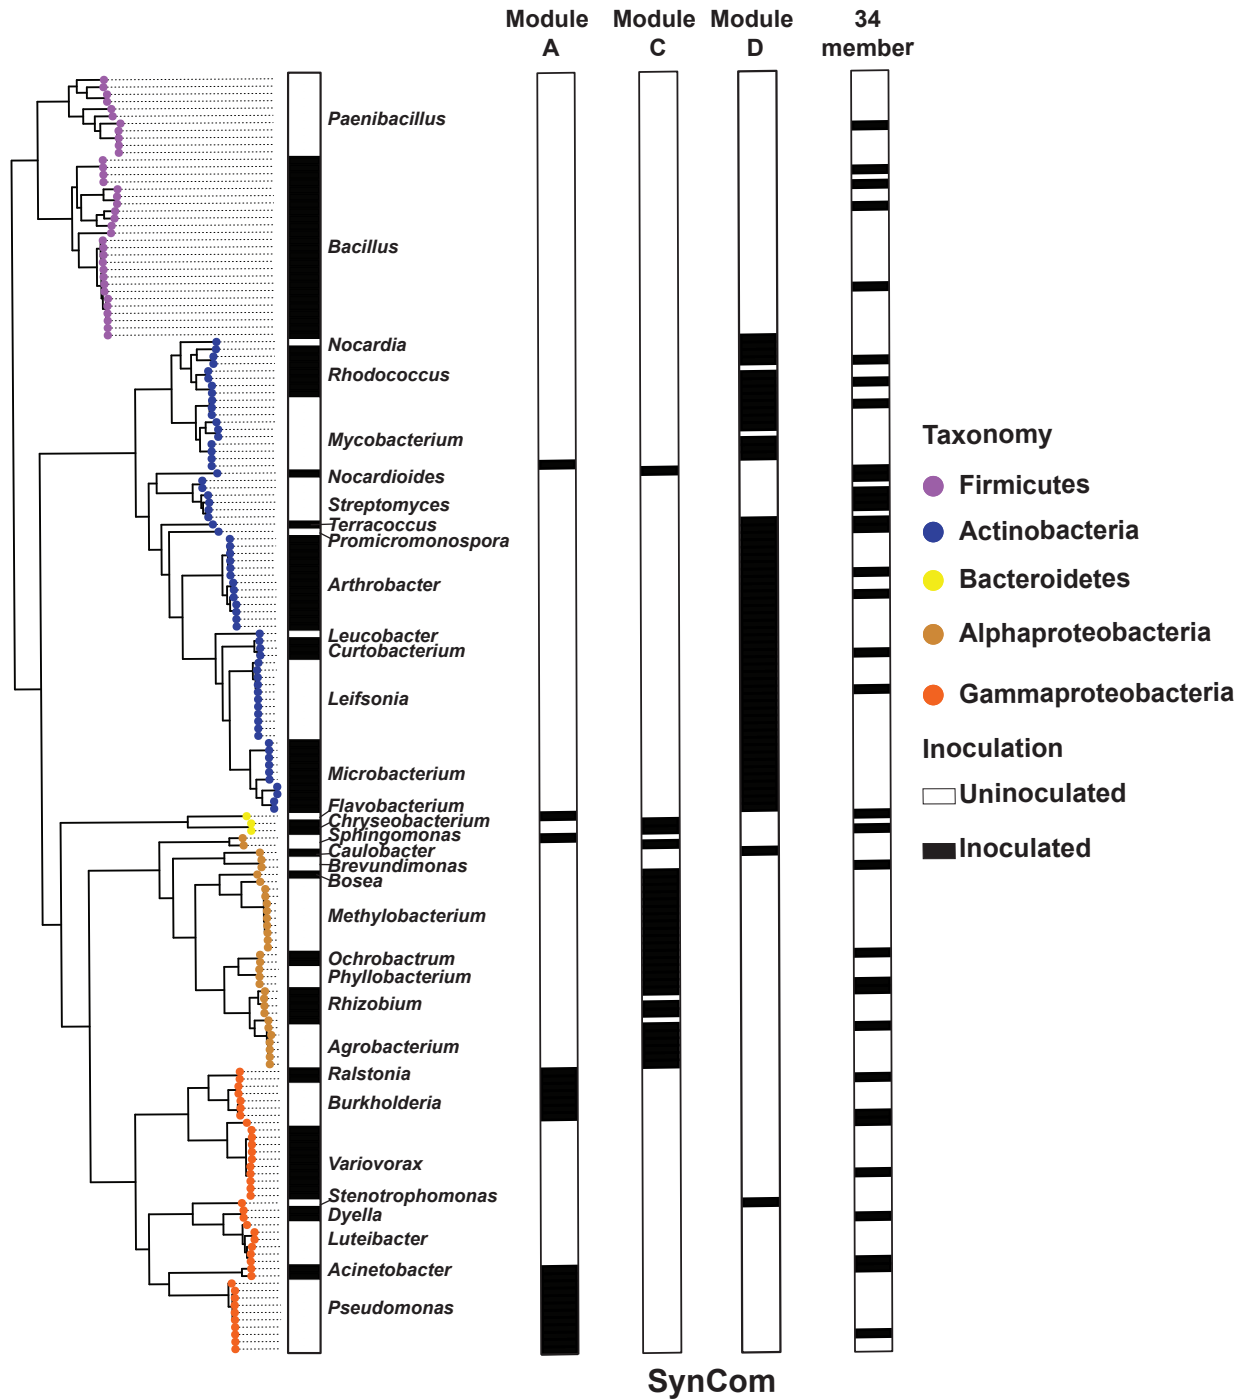 Module
A
Module
C
Module
D
34
member
Paenibacillus
Bacillus
Nocardia
Rhodococcus
Mycobacterium
Nocardioides
Streptomyces
Terracoccus
Promicromonospora
Arthrobacter
Leucobacter
Curtobacterium
Leifsonia
Microbacterium
Flavobacterium
Chryseobacterium
Sphingomonas
Caulobacter
Brevundimonas
Bosea
Methylobacterium
Ochrobactrum
Phyllobacterium
Rhizobium
Agrobacterium
Ralstonia
Burkholderia
Variovorax
Stenotrophomonas
Dyella
Luteibacter
Acinetobacter
Pseudomonas
Taxonomy
Firmicutes
Actinobacteria
Bacteroidetes
Alphaproteobacteria
Gammaproteobacteria
Inoculation
Uninoculated
Inoculated
SynCom